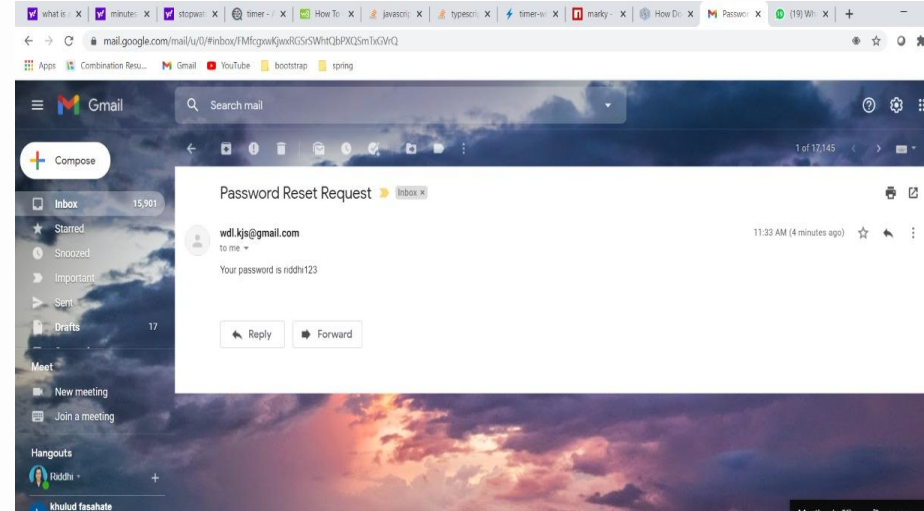 what is
minutes
stopwat
timer - /
How To
javascrip
typescri
timer-w
marky -
How Do
Passwor
(19) Wh
mail.google.com/mail/u/0/#inbox/FMfcgxwKjwxRGSrSWhtQbPXQSmTxGVrQ
Apps Combination Resu... Gmail YouTube bootstrap spring
Gmail
Search mail
Compose
1 of 17,145
Inbox 15,901
Starred
Snoozed
Important
Sent
Drafts 17
Meet
New meeting
Join a meeting
Hangouts
Riddhi
khulud fasahate
Password Reset Request Inbox x
wdl.kjs@gmail.com 11:33 AM (4 minutes ago)
to me
Your password is riddhi123
Reply Forward